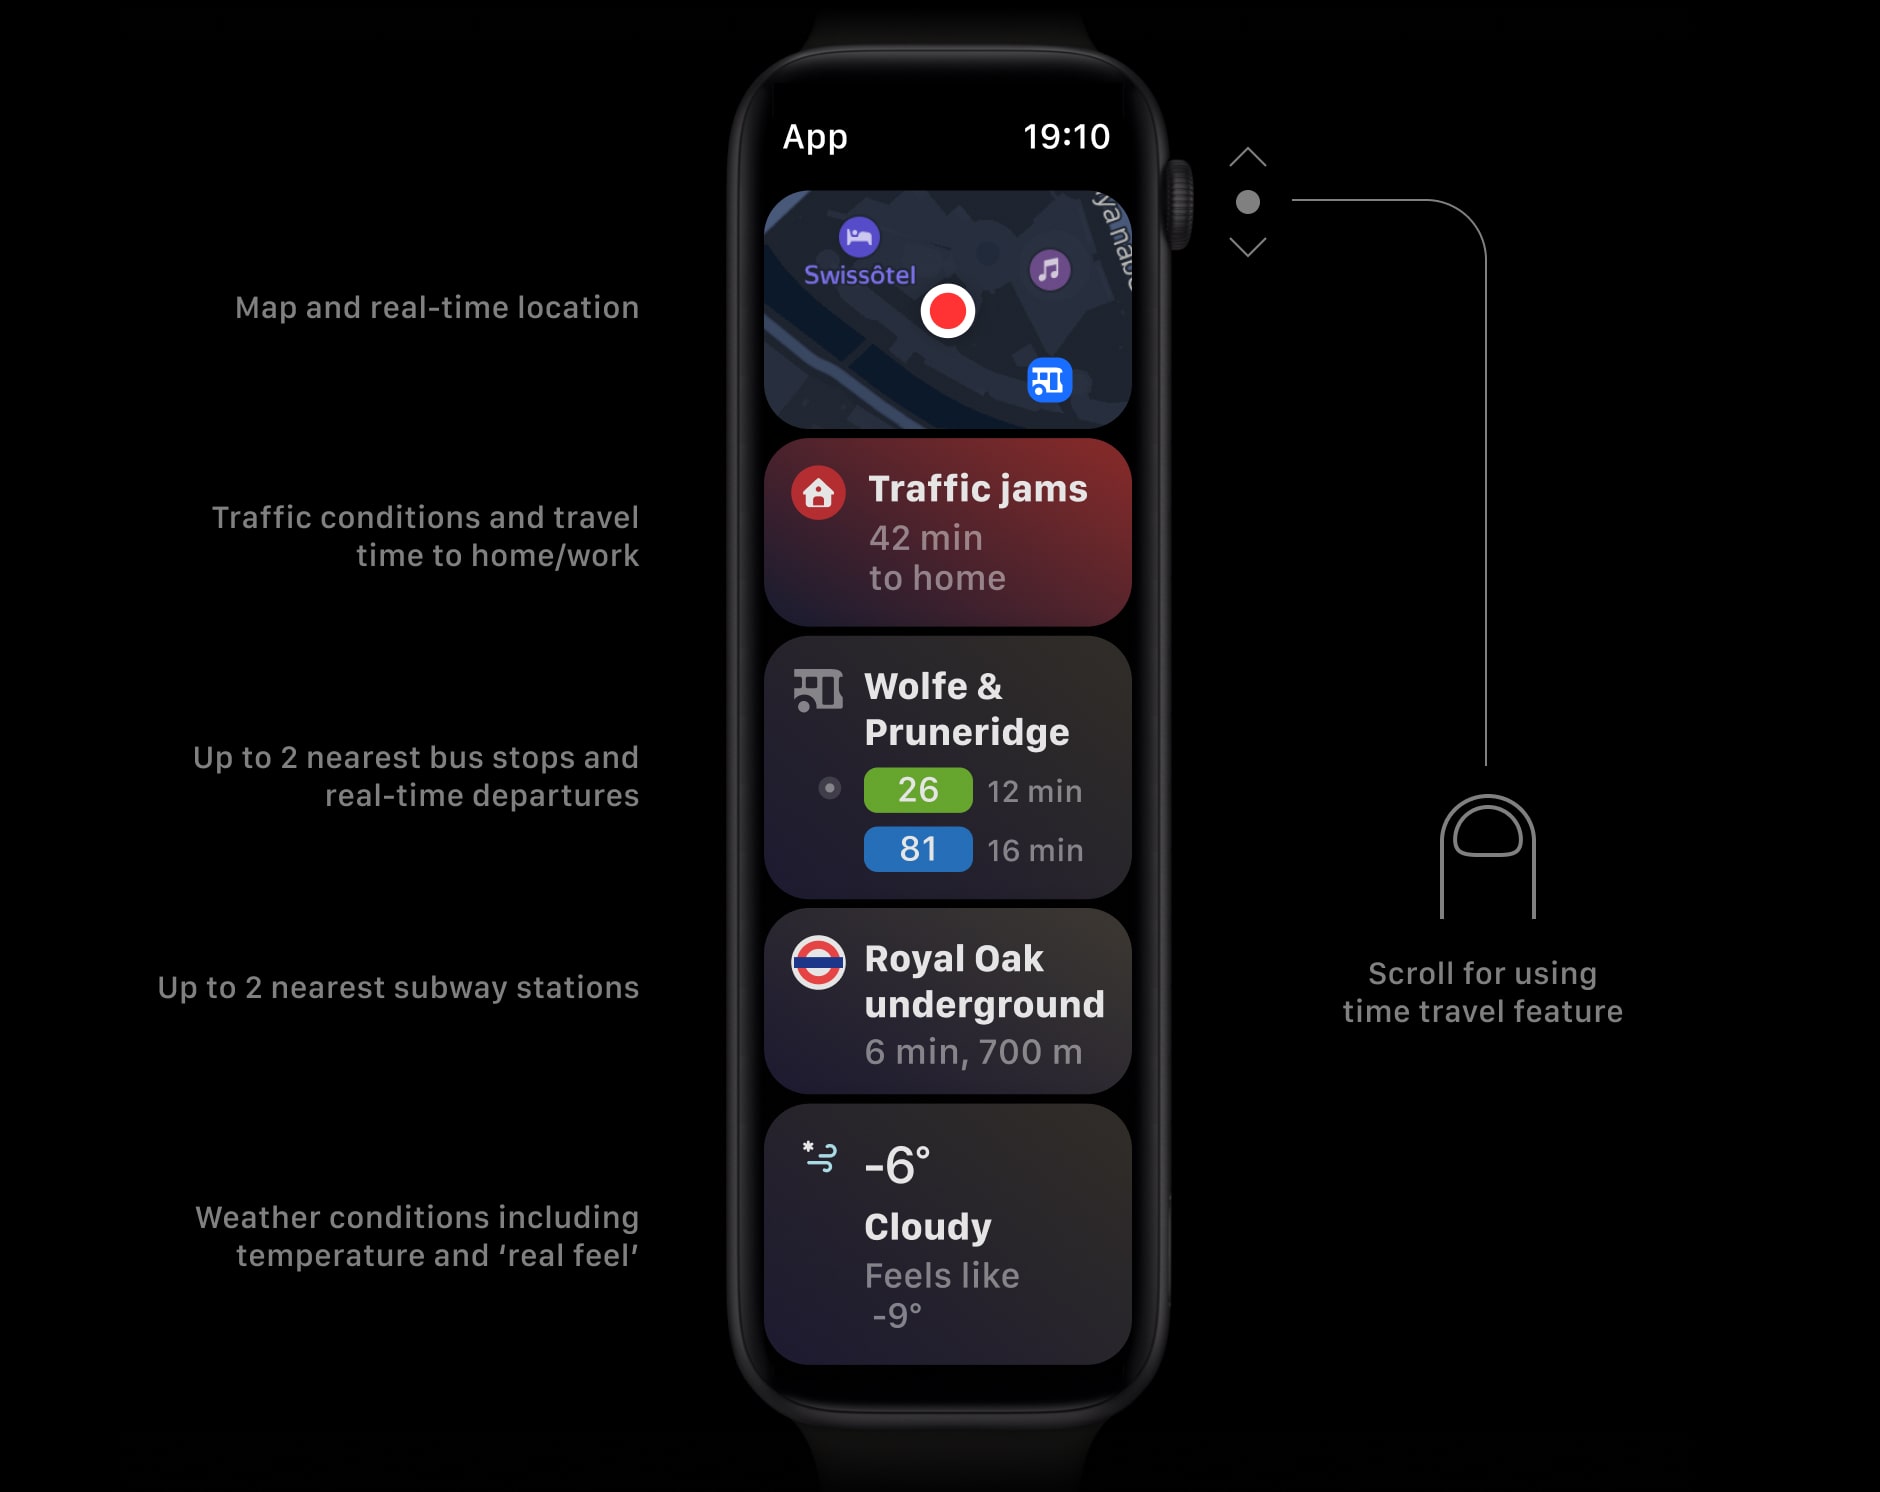 App
19:10
Swissôtel
Map and real-time location
Traffic conditions and travel
time to home/work
Traffic jams
42 min
to home
Up to 2 nearest bus stops and
real-time departures
Wolfe &
Pruneridge
26 12 min
81 16 min
Up to 2 nearest subway stations
Royal Oak
underground
6 min, 700 m
Weather conditions including
temperature and ‘real feel’
-6°
Cloudy
Feels like
-9°
Scroll for using
time travel feature